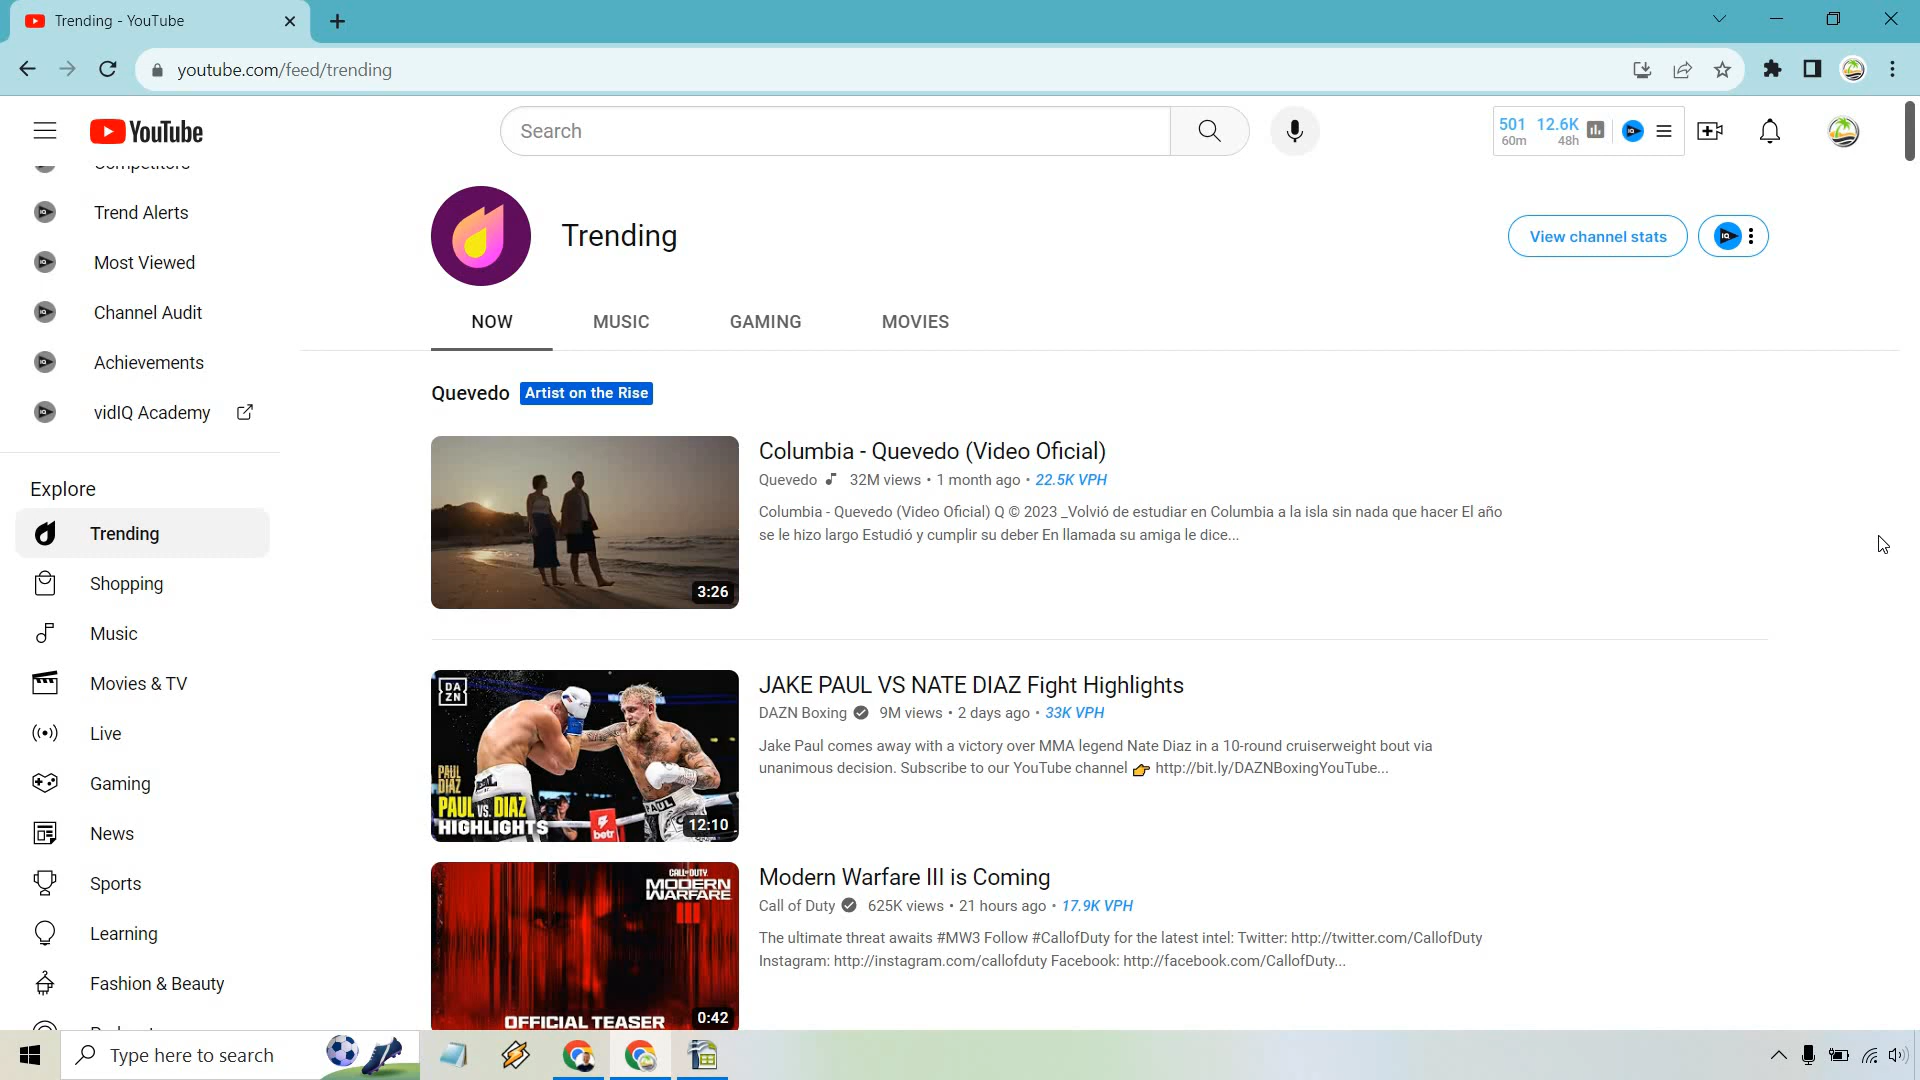 Trending - YouTube
youtube.com/feed/trending
YouTube
Search
501 12.6K
60m 48h
Competitors
Trend Alerts
Most Viewed
Channel Audit
Achievements
vidIQ Academy
Explore
Trending
Shopping
Music
Movies & TV
Live
Gaming
News
Sports
Learning
Fashion & Beauty
Trending
View channel stats
NOW MUSIC GAMING MOVIES
Quevedo Artist on the Rise
3:26
Columbia - Quevedo (Video Oficial)
Quevedo 32M views • 1 month ago • 22.5K VPH
Columbia - Quevedo (Video Oficial) Q © 2023 _Volvió de estudiar en Columbia a la isla sin nada que hacer El año
se le hizo largo Estudió y cumplir su deber En llamada su amiga le dice...
DA
ZN
PAUL
DIAZ
PAUL VS. DIAZ
HIGHLIGHTS
betr
PAUL
12:10
JAKE PAUL VS NATE DIAZ Fight Highlights
DAZN Boxing 9M views • 2 days ago • 33K VPH
Jake Paul comes away with a victory over MMA legend Nate Diaz in a 10-round cruiserweight bout via
unanimous decision. Subscribe to our YouTube channel 👉 http://bit.ly/DAZNBoxingYouTube...
CALL OF DUTY
MODERN
WARFARE
III
OFFICIAL TEASER
0:42
Modern Warfare III is Coming
Call of Duty 625K views • 21 hours ago • 17.9K VPH
The ultimate threat awaits #MW3 Follow #CallofDuty for the latest intel: Twitter: http://twitter.com/CallofDuty
Instagram: http://instagram.com/callofduty Facebook: http://facebook.com/CallofDuty...
Type here to search